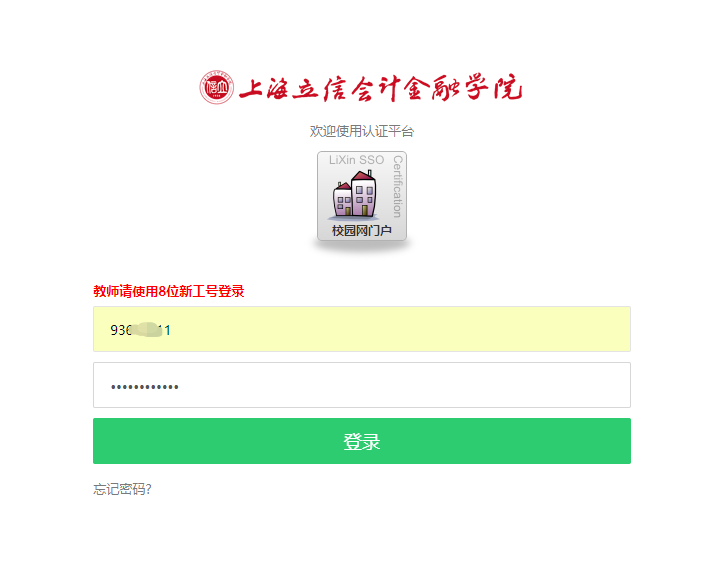 上海立信会计金融学院
欢迎使用认证平台
LiXin SSO
Certification
校园网门户
教师请使用8位新工号登录
登录
忘记密码?